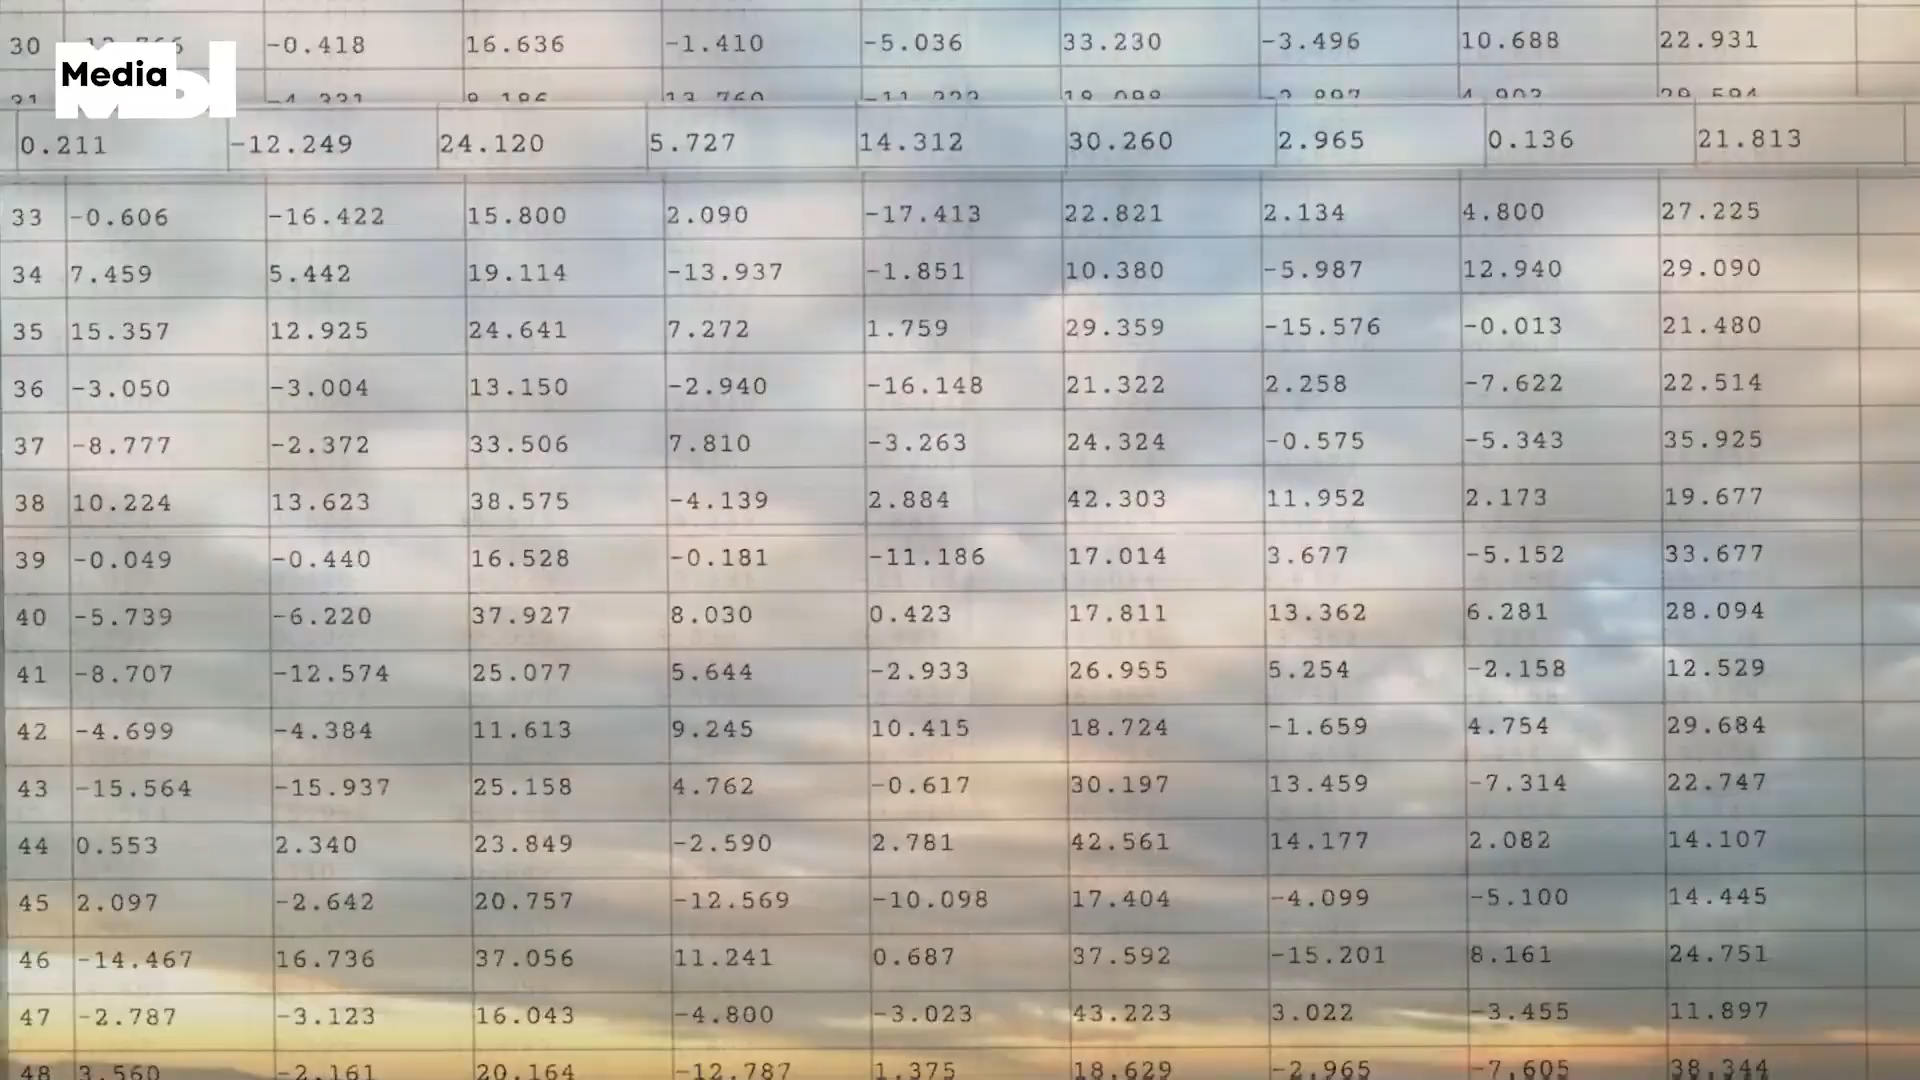 Media
30 -0.418 16.636 -1.410 -5.036 33.230 -3.496 10.688 22.931
0.211 -12.249 24.120 5.727 14.312 30.260 2.965 0.136 21.813
33 -0.606 -16.422 15.800 2.090 -17.413 22.821 2.134 4.800 27.225
34 7.459 5.442 19.114 -13.937 -1.851 10.380 -5.987 12.940 29.090
35 15.357 12.925 24.641 7.272 1.759 29.359 -15.576 -0.013 21.480
36 -3.050 -3.004 13.150 -2.940 -16.148 21.322 2.258 -7.622 22.514
37 -8.777 -2.372 33.506 7.810 -3.263 24.324 -0.575 -5.343 35.925
38 10.224 13.623 38.575 -4.139 2.884 42.303 11.952 2.173 19.677
39 -0.049 -0.440 16.528 -0.181 -11.186 17.014 3.677 -5.152 33.677
40 -5.739 -6.220 37.927 8.030 0.423 17.811 13.362 6.281 28.094
41 -8.707 -12.574 25.077 5.644 -2.933 26.955 5.254 -2.158 12.529
42 -4.699 -4.384 11.613 9.245 10.415 18.724 -1.659 4.754 29.684
43 -15.564 -15.937 25.158 4.762 -0.617 30.197 13.459 -7.314 22.747
44 0.553 2.340 23.849 -2.590 2.781 42.561 14.177 2.082 14.107
45 2.097 -2.642 20.757 -12.569 -10.098 17.404 -4.099 -5.100 14.445
46 -14.467 16.736 37.056 11.241 0.687 37.592 -15.201 8.161 24.751
47 -2.787 -3.123 16.043 -4.800 -3.023 43.223 3.022 -3.455 11.897
48 3.560 -2.161 20.164 -12.787 1.375 18.629 -2.965 -7.605 38.344